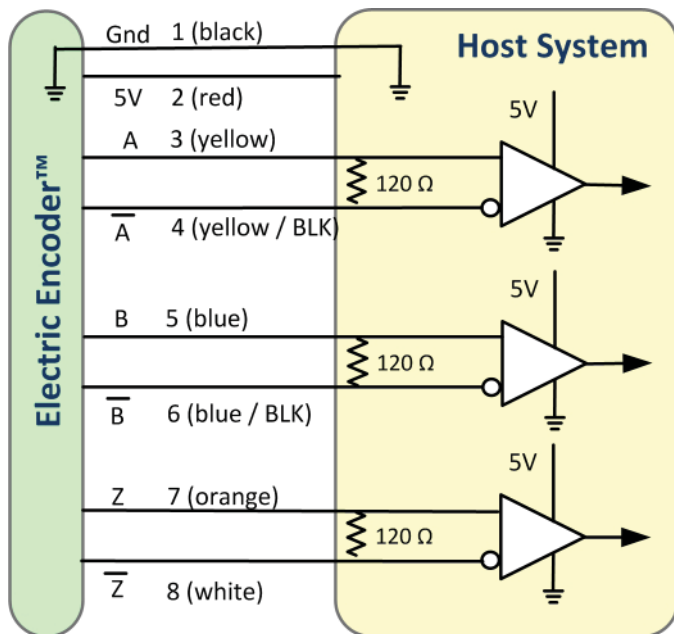 Electric Encoder™
Host System
Gnd 1 (black)
5V 2 (red)
5V
A 3 (yellow)
120 Ω
A̅ 4 (yellow / BLK)
5V
B 5 (blue)
120 Ω
B̅ 6 (blue / BLK)
5V
Z 7 (orange)
120 Ω
Z̅ 8 (white)